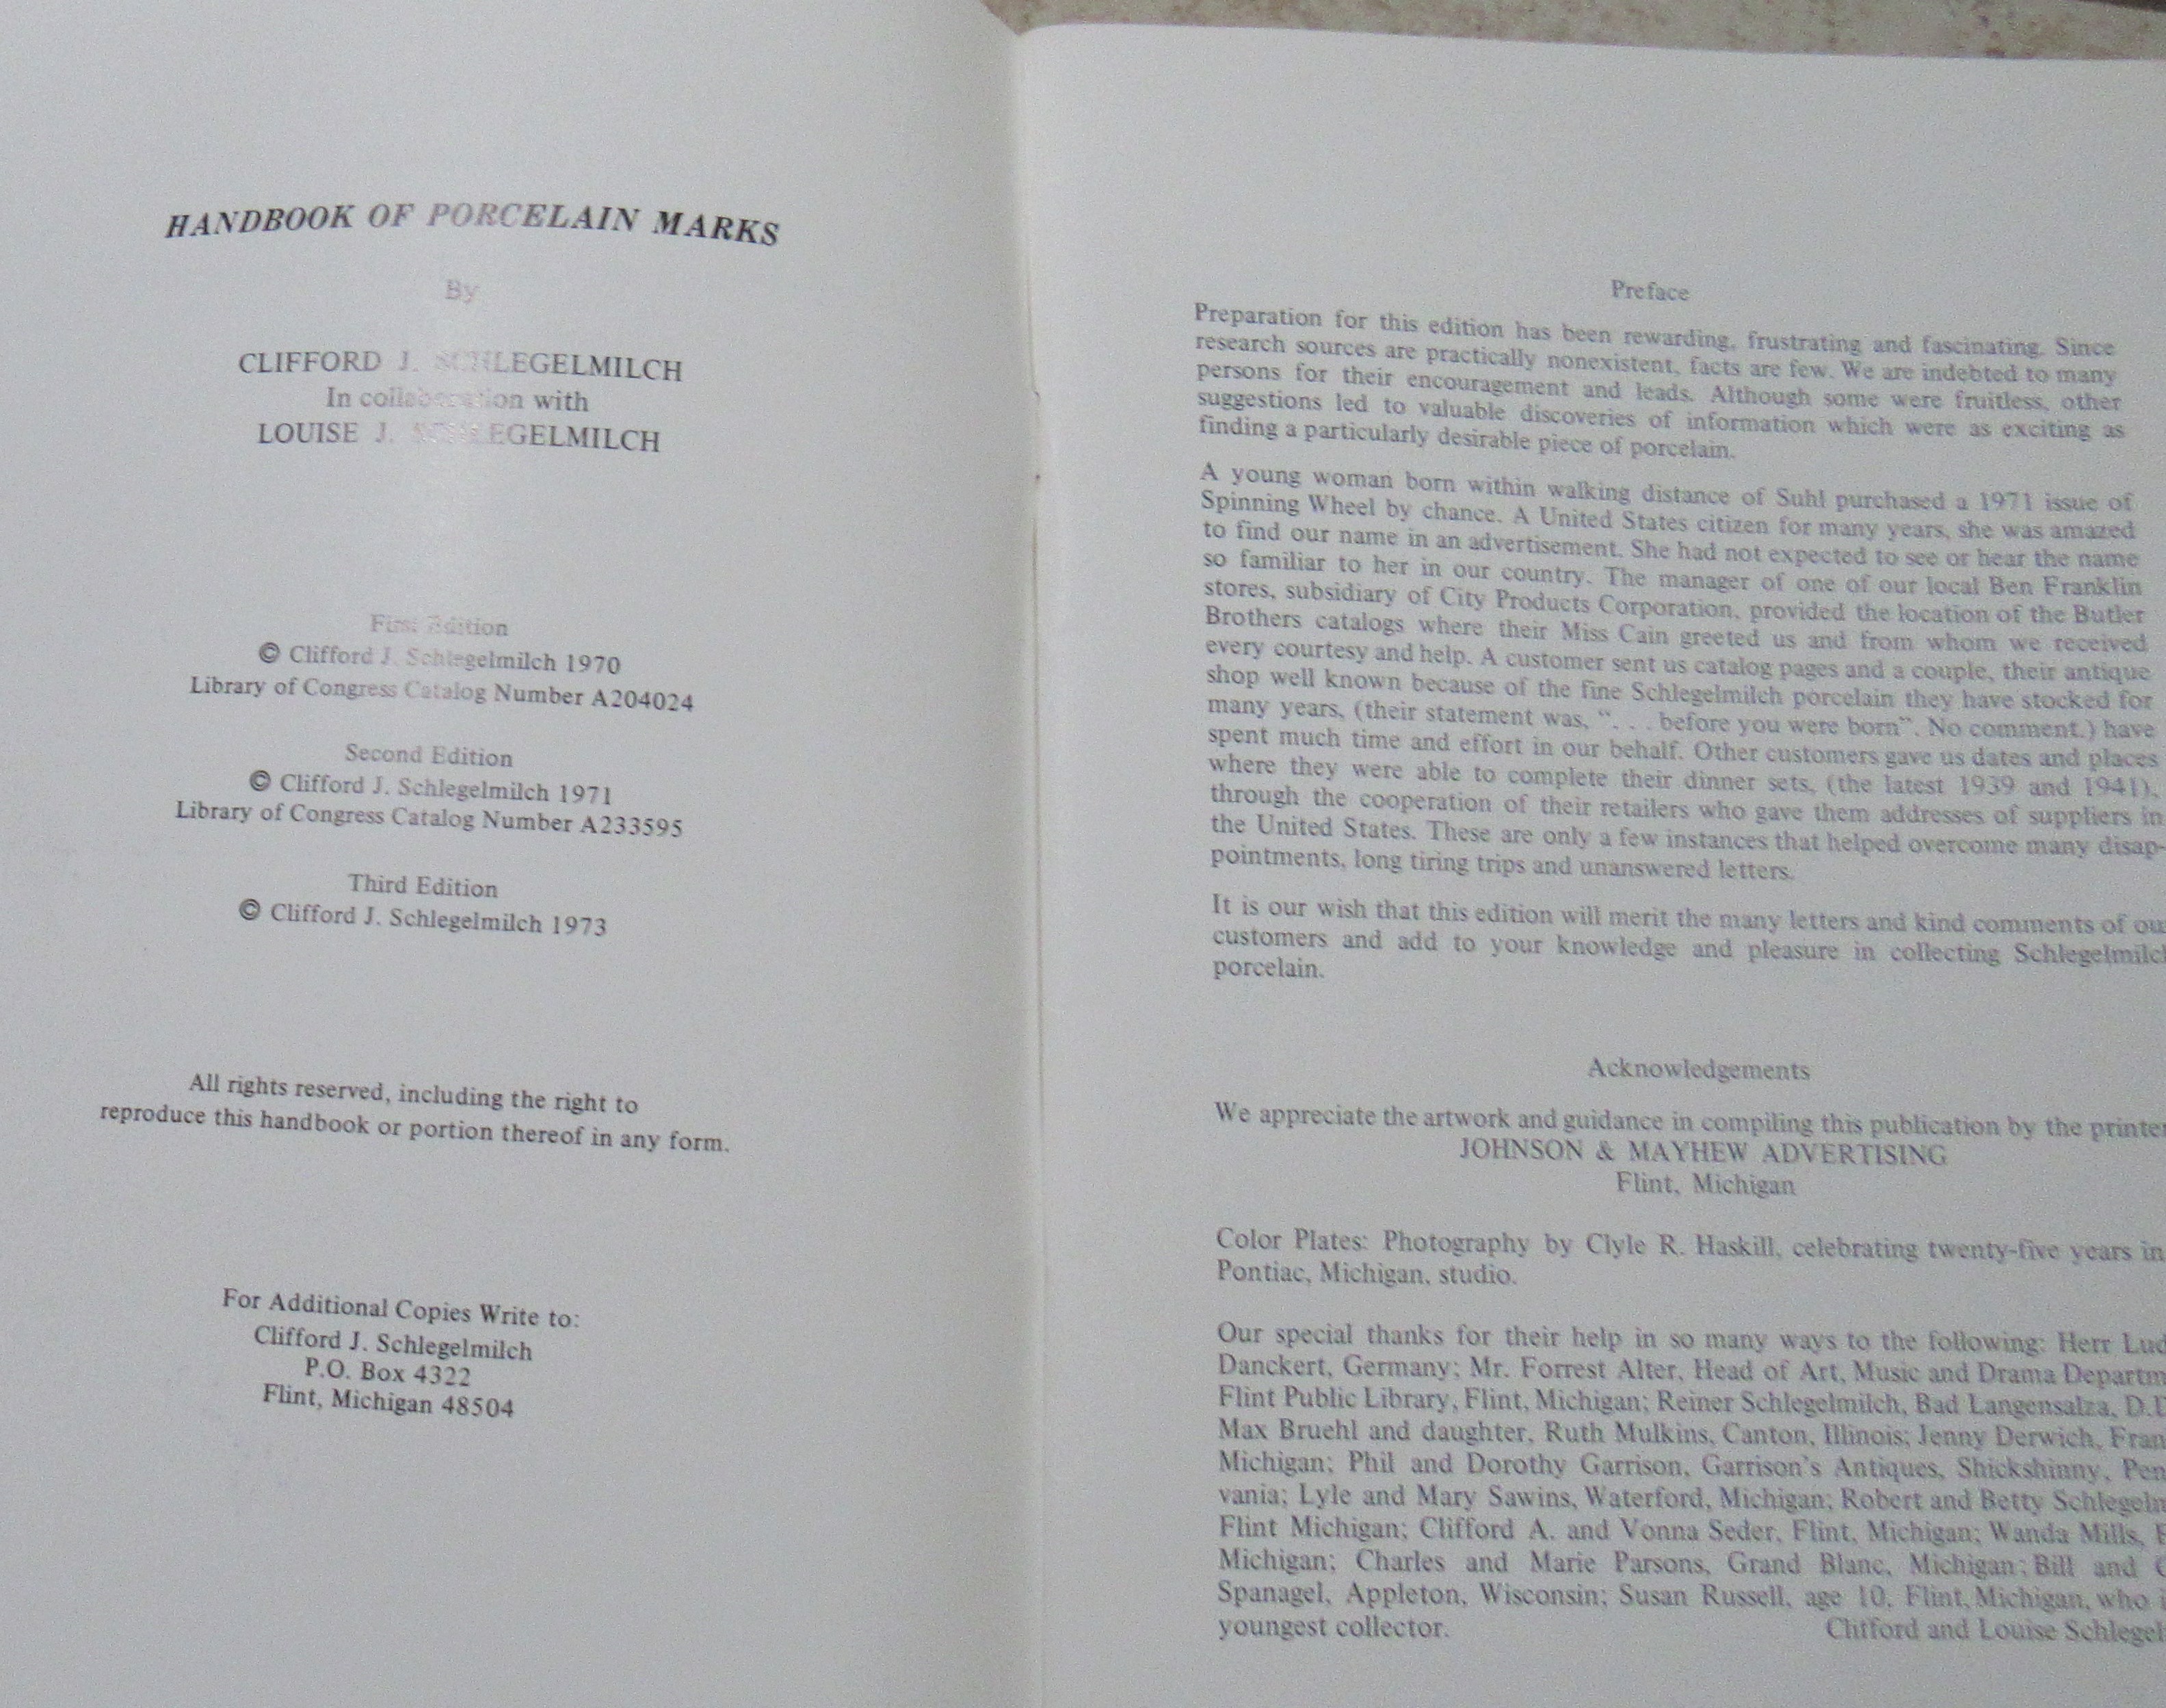 HANDBOOK OF PORCELAIN MARKS
By
CLIFFORD J. SCHLEGELMILCH
In collaboration with
LOUISE J. SCHLEGELMILCH
First Edition
© Clifford J. Schlegelmilch 1970
Library of Congress Catalog Number A204024
Second Edition
© Clifford J. Schlegelmilch 1971
Library of Congress Catalog Number A233595
Third Edition
© Clifford J. Schlegelmilch 1973
All rights reserved, including the right to
reproduce this handbook or portion thereof in any form.
For Additional Copies Write to:
Clifford J. Schlegelmilch
P.O. Box 4322
Flint, Michigan 48504
Preface
Preparation for this edition has been rewarding, frustrating and fascinating. Since
research sources are practically nonexistent, facts are few. We are indebted to many
persons for their encouragement and leads. Although some were fruitless, other
suggestions led to valuable discoveries of information which were as exciting as
finding a particularly desirable piece of porcelain.
A young woman born within walking distance of Suhl purchased a 1971 issue of
Spinning Wheel by chance. A United States citizen for many years, she was amazed
to find our name in an advertisement. She had not expected to see or hear the name
so familiar to her in our country. The manager of one of our local Ben Franklin
stores, subsidiary of City Products Corporation, provided the location of the Butler
Brothers catalogs where their Miss Cain greeted us and from whom we received
every courtesy and help. A customer sent us catalog pages and a couple, their antique
shop well known because of the fine Schlegelmilch porcelain they have stocked for
many years, (their statement was, ". . . before you were born". No comment.) have
spent much time and effort in our behalf. Other customers gave us dates and places
where they were able to complete their dinner sets, (the latest 1939 and 1941),
through the cooperation of their retailers who gave them addresses of suppliers in
the United States. These are only a few instances that helped overcome many disap-
pointments, long tiring trips and unanswered letters.
It is our wish that this edition will merit the many letters and kind comments of ou
customers and add to your knowledge and pleasure in collecting Schlegelmilc
porcelain.
Acknowledgements
We appreciate the artwork and guidance in compiling this publication by the printer
JOHNSON & MAYHEW ADVERTISING
Flint, Michigan
Color Plates: Photography by Clyle R. Haskill, celebrating twenty-five years in
Pontiac, Michigan, studio.
Our special thanks for their help in so many ways to the following: Herr Lud
Danckert, Germany; Mr. Forrest Alter, Head of Art, Music and Drama Departm
Flint Public Library, Flint, Michigan; Reiner Schlegelmilch, Bad Langensalza, D.D
Max Bruehl and daughter, Ruth Mulkins, Canton, Illinois; Jenny Derwich, Fran
Michigan; Phil and Dorothy Garrison, Garrison's Antiques, Shickshinny, Pen
vania; Lyle and Mary Sawins, Waterford, Michigan; Robert and Betty Schlegelm
Flint Michigan; Clifford A. and Vonna Seder, Flint, Michigan; Wanda Mills, F
Michigan; Charles and Marie Parsons, Grand Blanc, Michigan; Bill and
Spanagel, Appleton, Wisconsin; Susan Russell, age 10, Flint, Michigan, who i
youngest collector. Clifford and Louise Schlegel